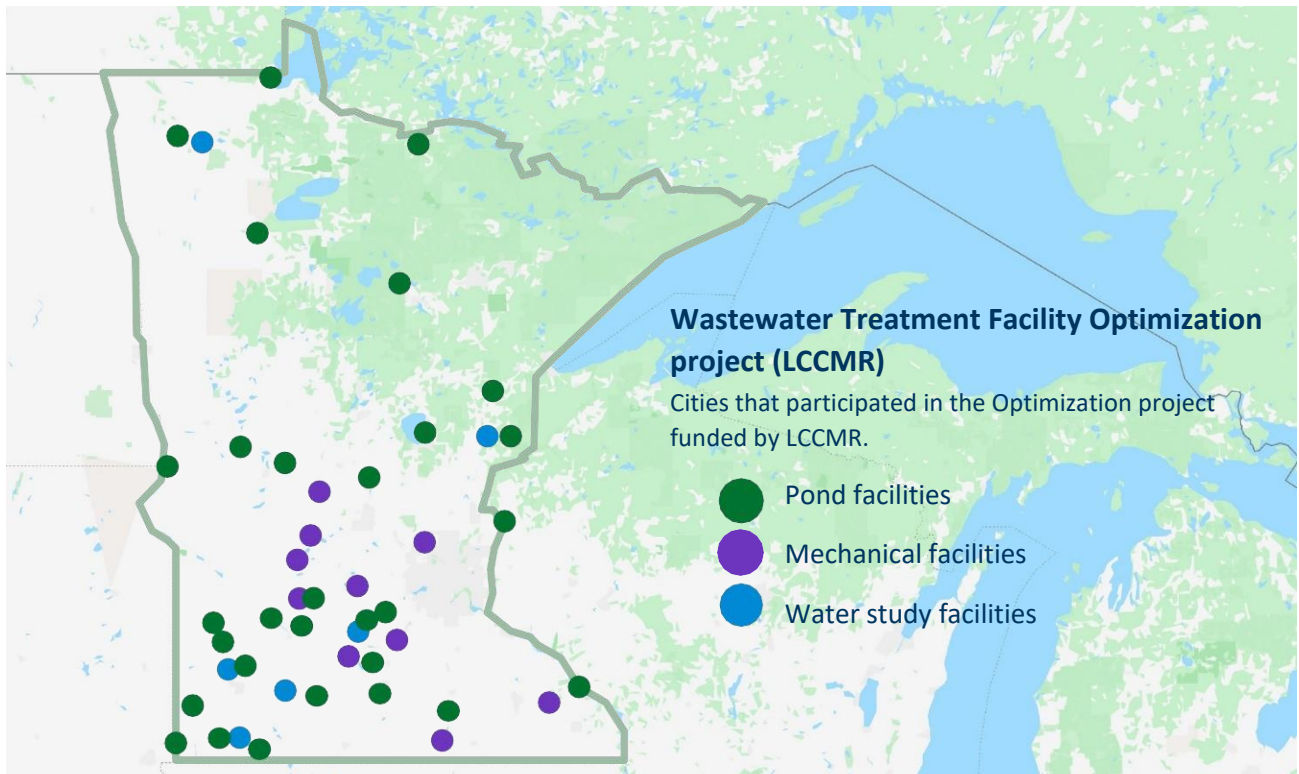 Wastewater Treatment Facility Optimization
project (LCCMR)
Cities that participated in the Optimization project
funded by LCCMR.
Pond facilities
Mechanical facilities
Water study facilities